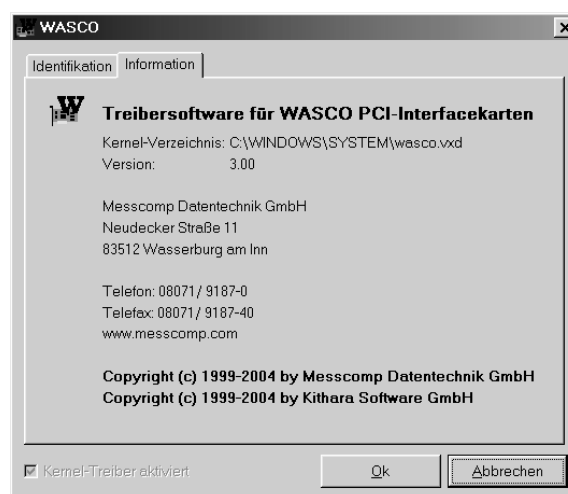 WASCO
Identifikation Information
Treibersoftware für WASCO PCI-Interfacekarten
Kernel-Verzeichnis: C:\WINDOWS\SYSTEM\wasco.vxd
Version: 3.00
Messcomp Datentechnik GmbH
Neudecker Straße 11
83512 Wasserburg am Inn
Telefon: 08071/ 9187-0
Telefax: 08071/ 9187-40
www.messcomp.com
Copyright (c) 1999-2004 by Messcomp Datentechnik GmbH
Copyright (c) 1999-2004 by Kithara Software GmbH
Kernel-Treiber aktiviert Ok Abbrechen